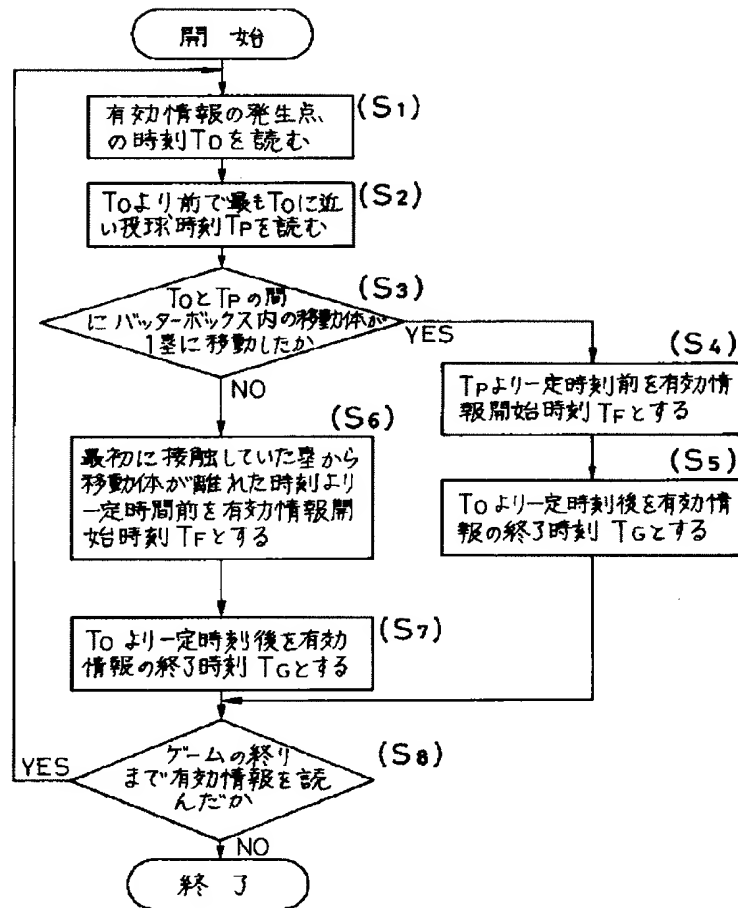 開 始
(S1)
有効情報の発生点、
の時刻TOを読む
(S2)
TOより前で最もTOに近
い投球時刻TPを読む
(S3)
TOとTPの間
にバッターボックス内の移動体が
1塁に移動したか
YES
NO
(S4)
TPより一定時刻前を有効情
報開始時刻TFとする
(S5)
TOより一定時刻後を有効情
報の終了時刻 TGとする
(S6)
最初に接触していた塁から
移動体が離れた時刻より
一定時間前を有効情報開
始時刻TFとする
(S7)
TOより一定時刻後を有効
情報の終了時刻TGとする
(S8)
ゲームの終り
まで有効情報を読
んだか
YES
NO
終 了